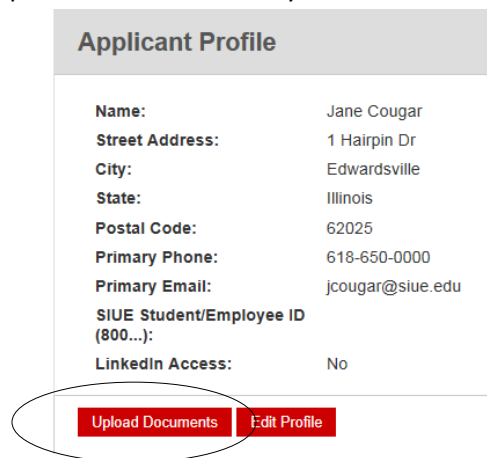 Applicant Profile
Name: Jane Cougar
Street Address: 1 Hairpin Dr
City: Edwardsville
State: Illinois
Postal Code: 62025
Primary Phone: 618-650-0000
Primary Email: jcougar@siue.edu
SIUE Student/Employee ID
(800...):
LinkedIn Access: No
Upload Documents Edit Profile